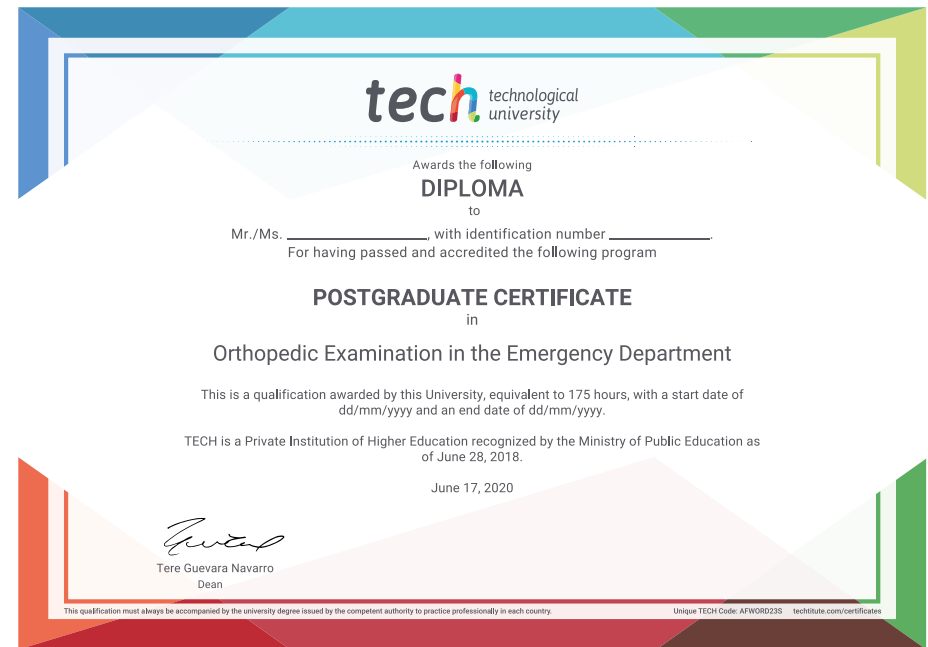 tech technological
university
Awards the following
DIPLOMA
to
Mr./Ms. ____________________, with identification number ______________.
For having passed and accredited the following program
POSTGRADUATE CERTIFICATE
in
Orthopedic Examination in the Emergency Department
This is a qualification awarded by this University, equivalent to 175 hours, with a start date of
dd/mm/yyyy and an end date of dd/mm/yyyy.
TECH is a Private Institution of Higher Education recognized by the Ministry of Public Education as
of June 28, 2018.
June 17, 2020
Tere Guevara Navarro
Dean
This qualification must always be accompanied by the university degree issued by the competent authority to practice professionally in each country.
Unique TECH Code: AFWORD23S techtitute.com/certificates